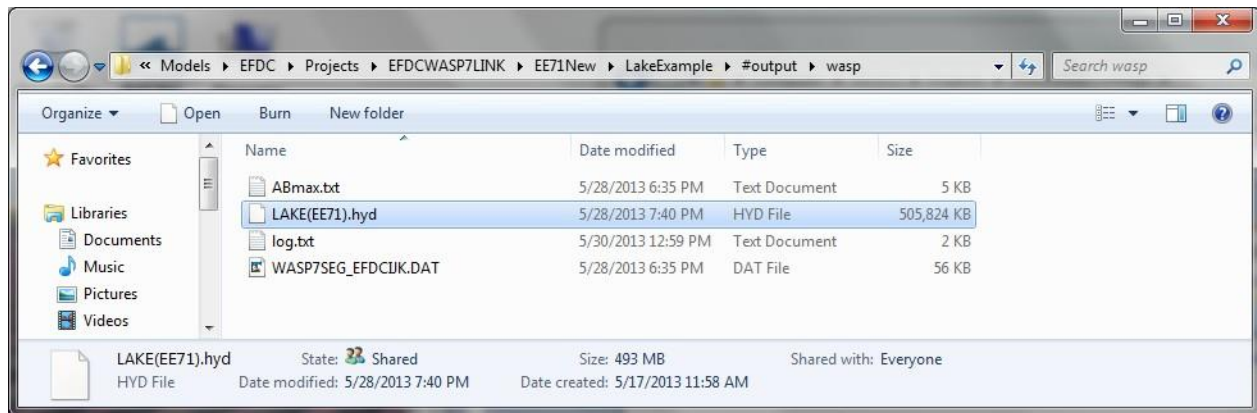 « Models ▸ EFDC ▸ Projects ▸ EFDCWASP7LINK ▸ EE71New ▸ LakeExample ▸ #output ▸ wasp Search wasp
Organize Open Burn New folder
Favorites
Libraries
Documents
Music
Pictures
Videos
Name Date modified Type Size
ABmax.txt 5/28/2013 6:35 PM Text Document 5 KB
LAKE(EE71).hyd 5/28/2013 7:40 PM HYD File 505,824 KB
log.txt 5/30/2013 12:59 PM Text Document 2 KB
WASP7SEG_EFDCIJK.DAT 5/28/2013 6:35 PM DAT File 56 KB
LAKE(EE71).hyd State: Shared Size: 493 MB Shared with: Everyone
HYD File Date modified: 5/28/2013 7:40 PM Date created: 5/17/2013 11:58 AM